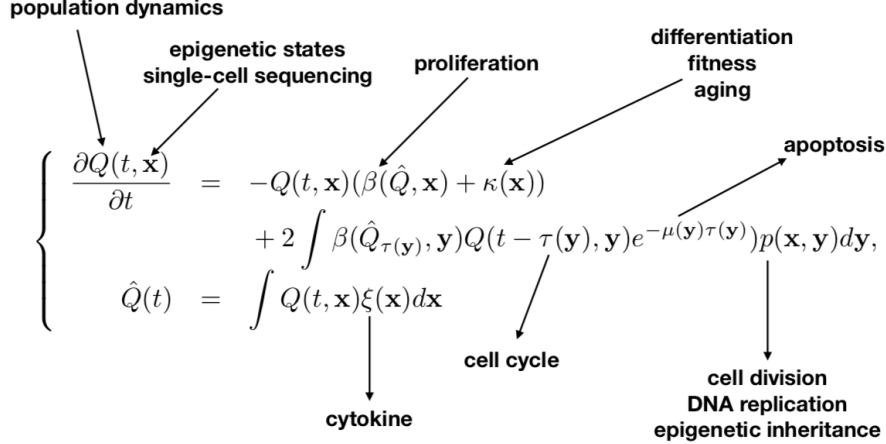 population dynamics
epigenetic states
single-cell sequencing
proliferation
differentiation
fitness
aging
apoptosis
∂Q(t, 𝐱)/∂t = −Q(t, 𝐱)(β(Q̂, 𝐱) + κ(𝐱))
+ 2 ∫ β(Q̂_{τ(𝐲)}, 𝐲)Q(t − τ(𝐲), 𝐲)e^{−μ(𝐲)τ(𝐲)})p(𝐱, 𝐲)d𝐲,
Q̂(t) = ∫ Q(t, 𝐱)ξ(𝐱)d𝐱
cell cycle
cytokine
cell division
DNA replication
epigenetic inheritance